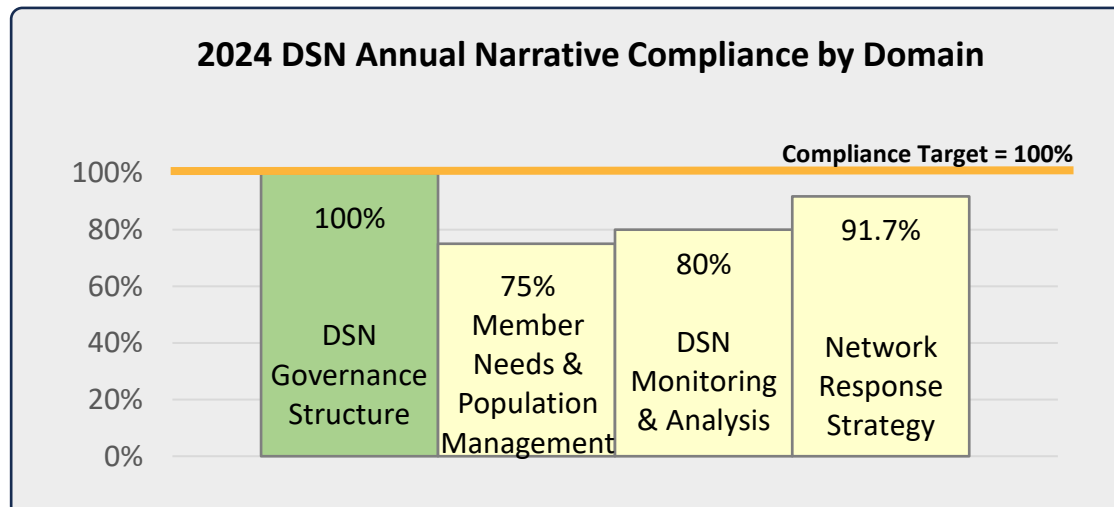 2024 DSN Annual Narrative Compliance by Domain
Compliance Target = 100%
100%
80%
60%
40%
20%
0%
100%
DSN
Governance
Structure
75%
Member
Needs &
Population
Management
80%
DSN
Monitoring
& Analysis
91.7%
Network
Response
Strategy